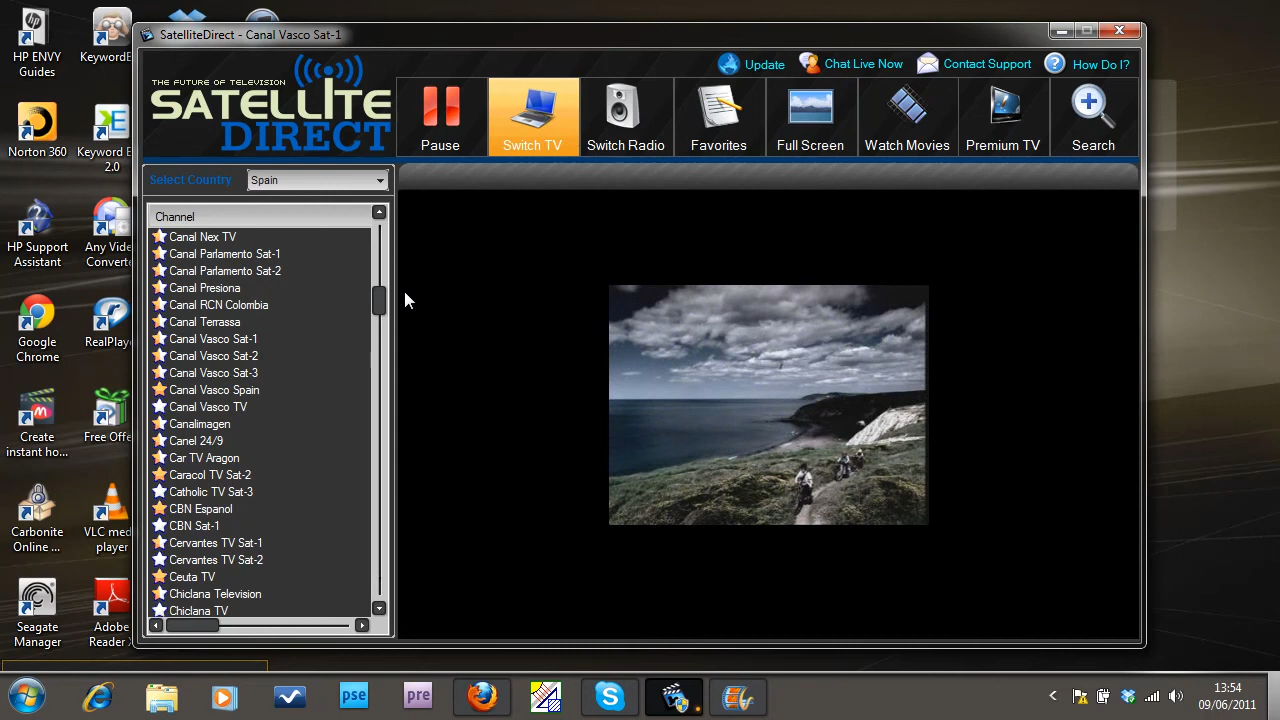 SatelliteDirect - Canal Vasco Sat-1
HP ENVY
Guides
Norton 360
Keyword E
2.0
HP Support
Assistant
Any Vide
Convert
Google
Chrome
RealPlay
Create
instant ho...
Free Off
Carbonite
Online ...
VLC med
player
Seagate
Manager
Adobe
Reader
THE FUTURE OF TELEVISION
SATELLITE
DIRECT
Update
Chat Live Now
Contact Support
How Do I?
Pause
Switch TV
Switch Radio
Favorites
Full Screen
Watch Movies
Premium TV
Search
Select Country
Spain
Channel
Canal Nex TV
Canal Parlamento Sat-1
Canal Parlamento Sat-2
Canal Presiona
Canal RCN Colombia
Canal Terrassa
Canal Vasco Sat-1
Canal Vasco Sat-2
Canal Vasco Sat-3
Canal Vasco Spain
Canal Vasco TV
Canalimagen
Canel 24/9
Car TV Aragon
Caracol TV Sat-2
Catholic TV Sat-3
CBN Espanol
CBN Sat-1
Cervantes TV Sat-1
Cervantes TV Sat-2
Ceuta TV
Chiclana Television
Chiclana TV
pse
pre
13:54
09/06/2011